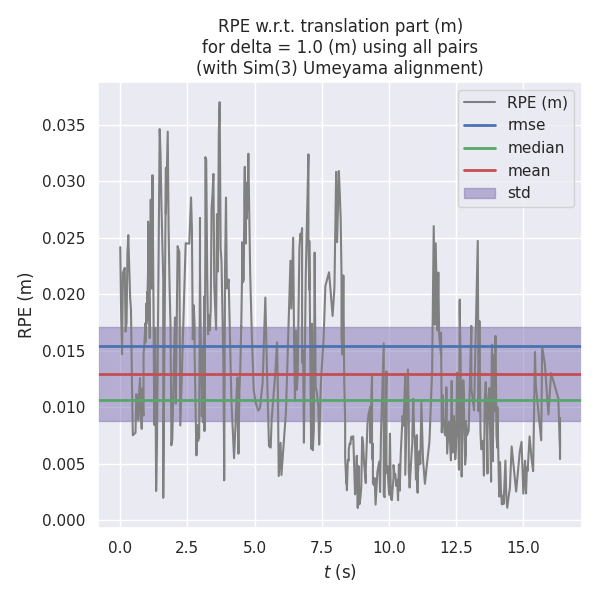 RPE w.r.t. translation part (m)
for delta = 1.0 (m) using all pairs
(with Sim(3) Umeyama alignment)
RPE (m)
rmse
median
mean
std
RPE (m)
0.035
0.030
0.025
0.020
0.015
0.010
0.005
0.000
0.0 2.5 5.0 7.5 10.0 12.5 15.0
t (s)